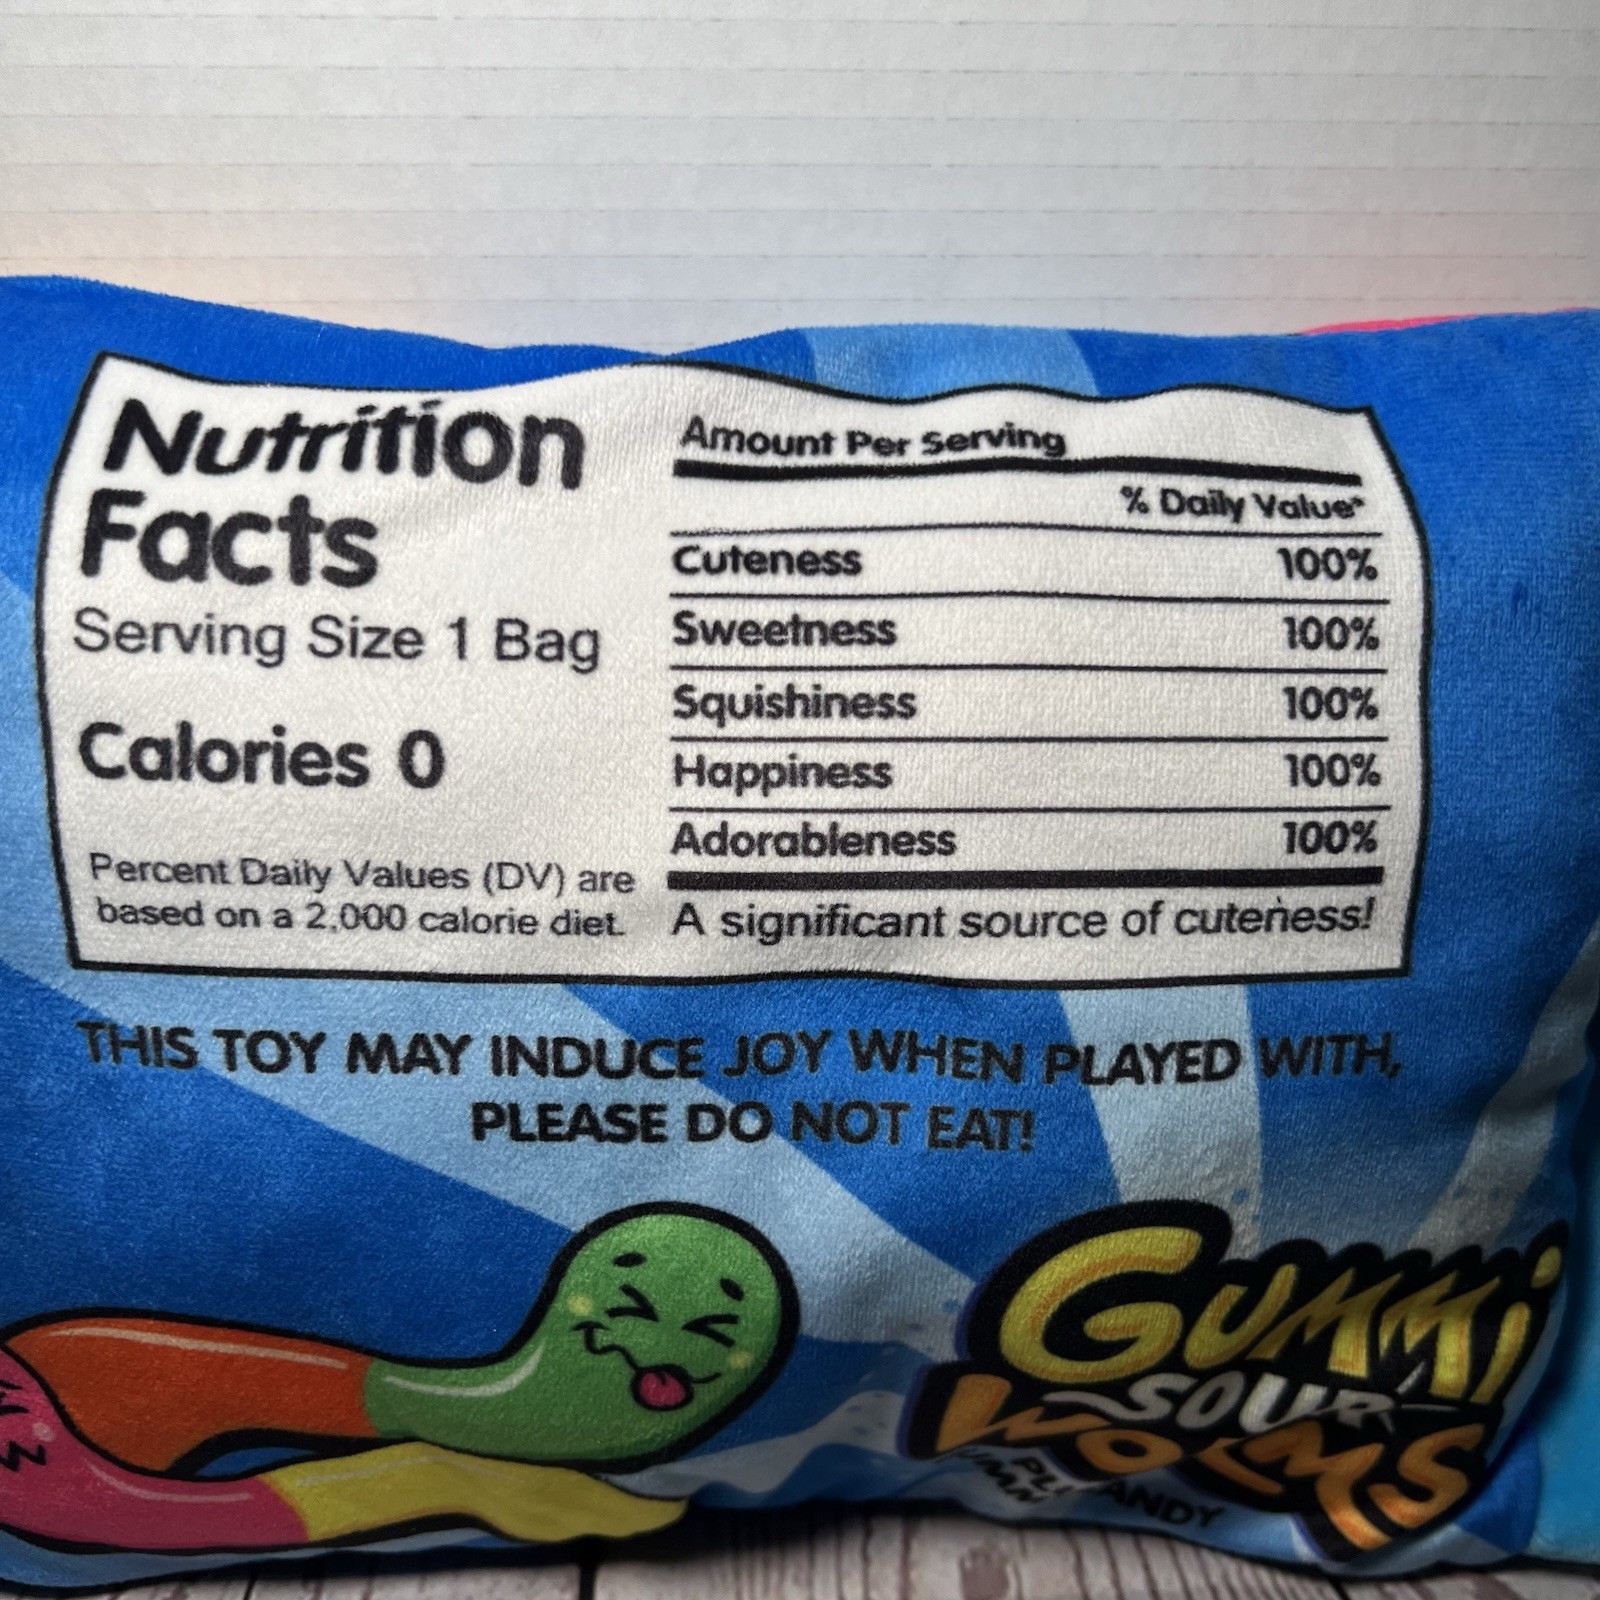 Nutrition
Facts
Serving Size 1 Bag
Calories 0
Percent Daily Values (DV) are
based on a 2,000 calorie diet.
Amount Per Serving
% Daily Value*
Cuteness 100%
Sweetness 100%
Squishiness 100%
Happiness 100%
Adorableness 100%
A significant source of cuteness!
THIS TOY MAY INDUCE JOY WHEN PLAYED WITH,
PLEASE DO NOT EAT!
GUMMi
SOUR
WORMS